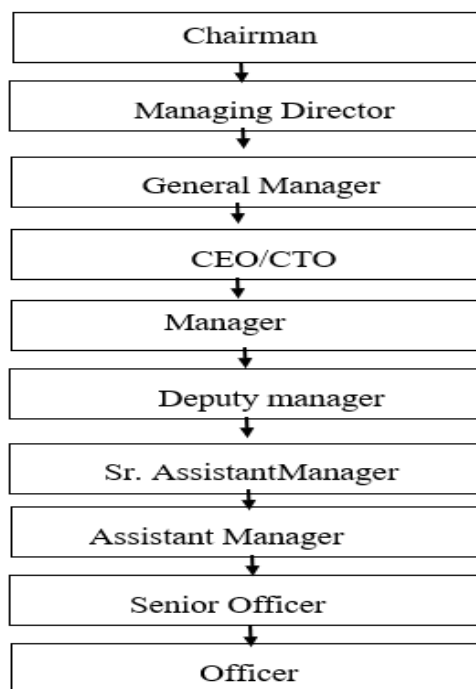 Chairman
Managing Director
General Manager
CEO/CTO
Manager
Deputy manager
Sr. AssistantManager
Assistant Manager
Senior Officer
Officer